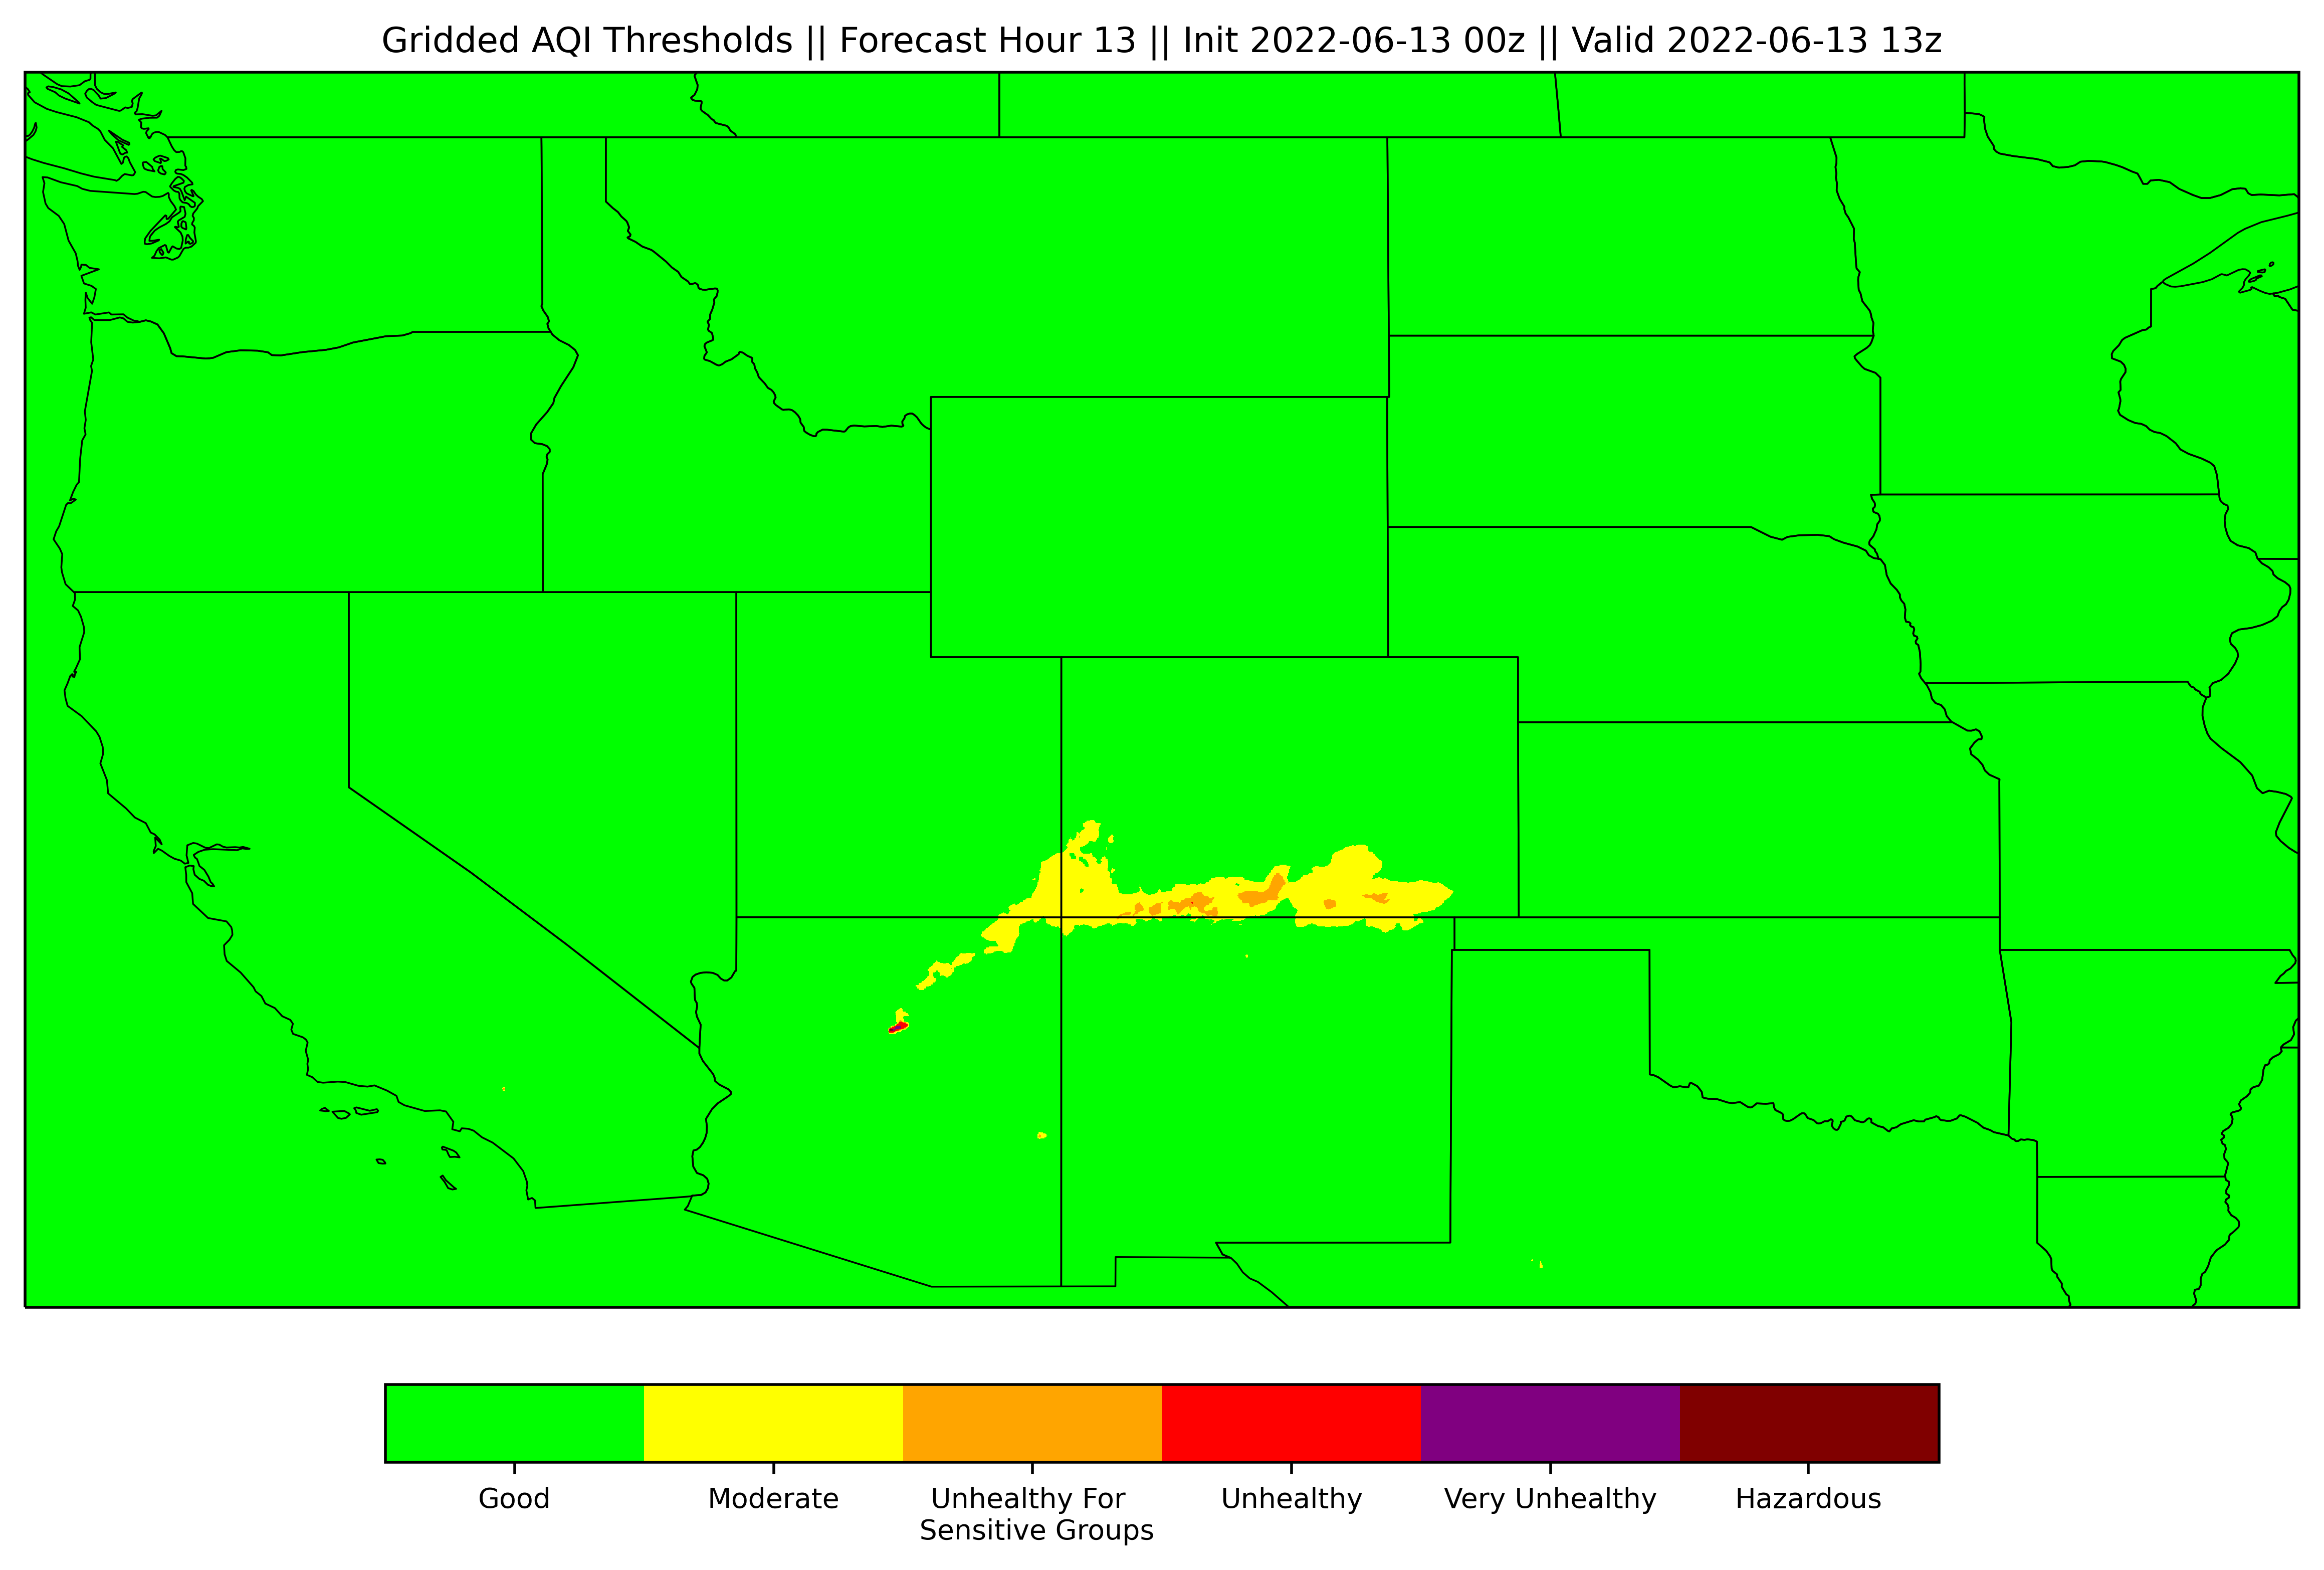 Gridded AQI Thresholds || Forecast Hour 13 || Init 2022-06-13 00z || Valid 2022-06-13 13z
Good
Moderate
Unhealthy For
Sensitive Groups
Unhealthy
Very Unhealthy
Hazardous